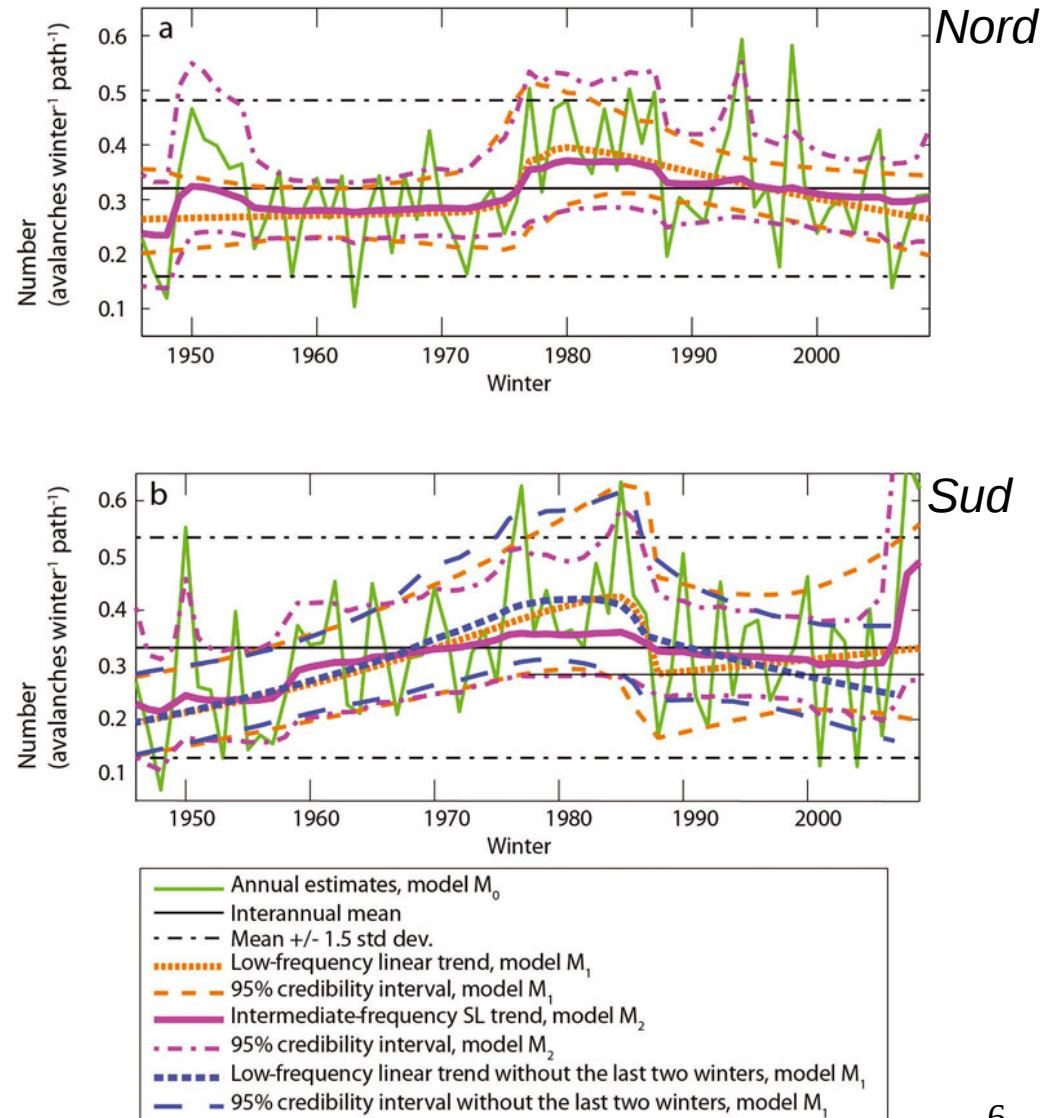 a
Nord
0.6
0.5
0.4
0.3
0.2
0.1
Number
(avalanches winter⁻¹ path⁻¹)
1950 1960 1970 1980 1990 2000
Winter
b
Sud
0.6
0.5
0.4
0.3
0.2
0.1
Number
(avalanches winter⁻¹ path⁻¹)
1950 1960 1970 1980 1990 2000
Winter
Annual estimates, model M₀
Interannual mean
Mean +/- 1.5 std dev.
Low-frequency linear trend, model M₁
95% credibility interval, model M₁
Intermediate-frequency SL trend, model M₂
95% credibility interval, model M₂
Low-frequency linear trend without the last two winters, model M₁
95% credibility interval without the last two winters, model M₁